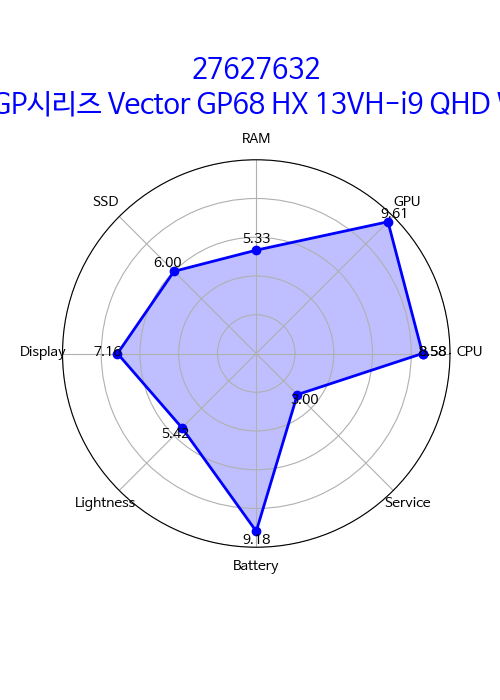 27627632
GP시리즈 Vector GP68 HX 13VH-i9 QHD
RAM
SSD
GPU
9.61
5.33
6.00
Display
7.16
8.58
CPU
3.00
5.42
Lightness
Service
9.18
Battery